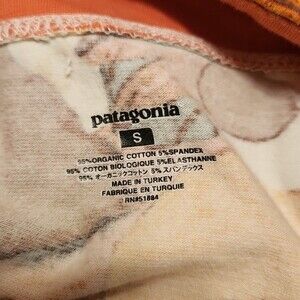 patagonia
S
95%ORGANIC COTTON 5%SPANDEX
95% COTON BIOLOGIQUE 5%ELASTHANNE
95% オーガニックコットン 5% スパンデックス
MADE IN TURKEY
FABRIQUE EN TURQUIE
RN#51884